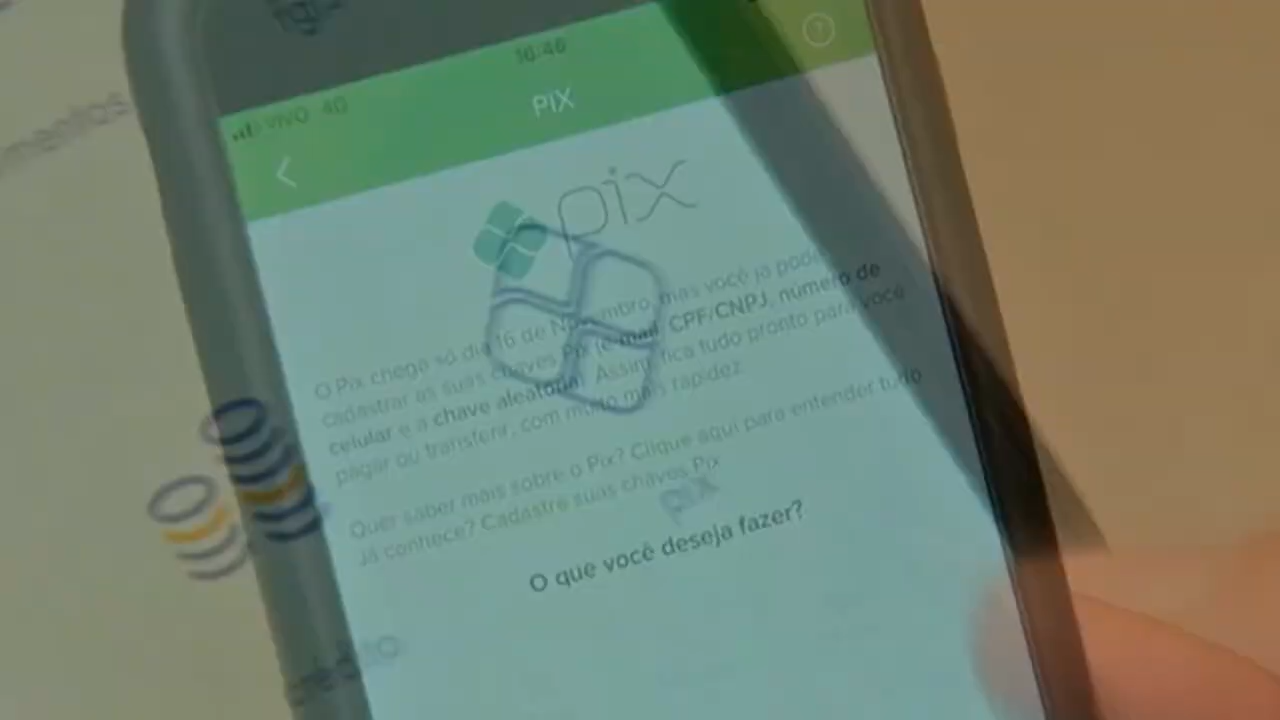 16:46
VIVO 4G
PIX
pix
O Pix chega só dia 16 de Novembro, mas você já pode
cadastrar as suas chaves Pix (e-mail, CPF/CNPJ, número de
celular e a chave aleatória). Assim, fica tudo pronto para você
pagar ou transferir, com muito mais rapidez.
Quer saber mais sobre o Pix? Clique aqui para entender tudo
Já conhece? Cadastre suas chaves Pix
pix
O que você deseja fazer?